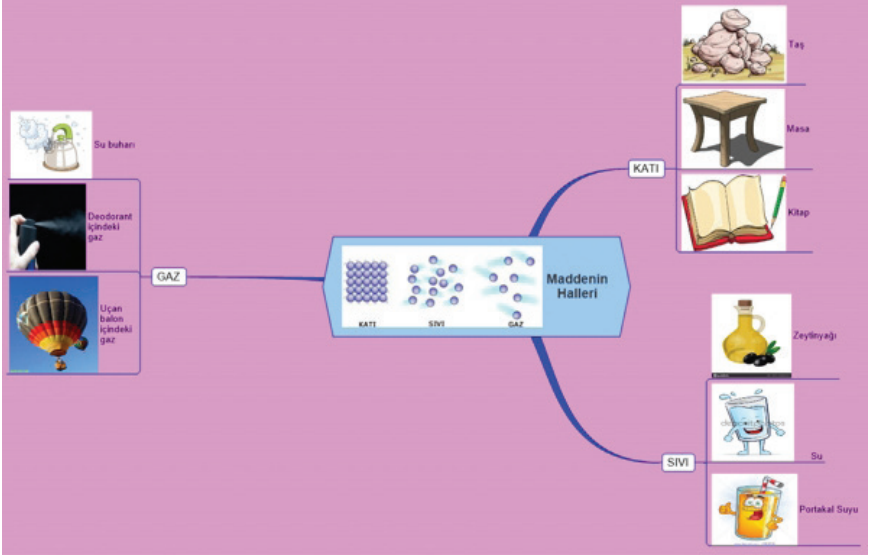 Maddenin
Halleri
KATI
SIVI
GAZ
KATI
Taş
Masa
Kitap
SIVI
Zeytinyağı
Su
Portakal Suyu
GAZ
Su buharı
Deodorant
içindeki
gaz
Uçan
balon
içindeki
gaz